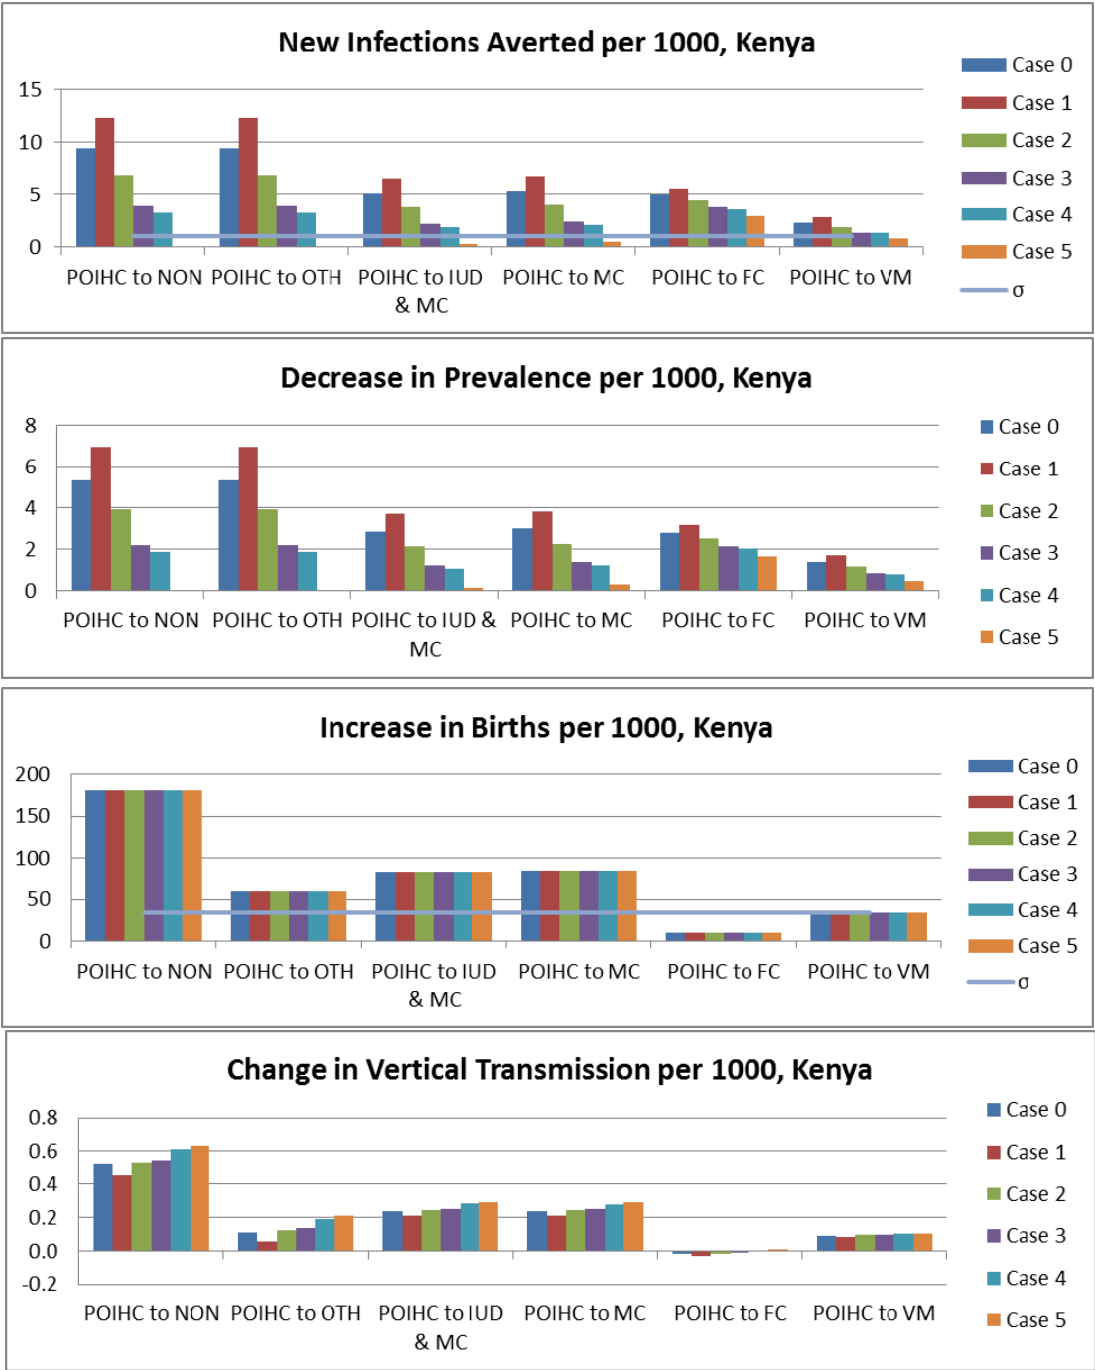 New Infections Averted per 1000, Kenya
15
10
5
0
POIHC to NON POIHC to OTH POIHC to IUD & MC POIHC to MC POIHC to FC POIHC to VM
Case 0
Case 1
Case 2
Case 3
Case 4
Case 5
σ
Decrease in Prevalence per 1000, Kenya
8
6
4
2
0
POIHC to NON POIHC to OTH POIHC to IUD & MC POIHC to MC POIHC to FC POIHC to VM
Case 0
Case 1
Case 2
Case 3
Case 4
Case 5
Increase in Births per 1000, Kenya
200
150
100
50
0
POIHC to NON POIHC to OTH POIHC to IUD & MC POIHC to MC POIHC to FC POIHC to VM
Case 0
Case 1
Case 2
Case 3
Case 4
Case 5
σ
Change in Vertical Transmission per 1000, Kenya
0.8
0.6
0.4
0.2
0.0
-0.2
POIHC to NON POIHC to OTH POIHC to IUD & MC POIHC to MC POIHC to FC POIHC to VM
Case 0
Case 1
Case 2
Case 3
Case 4
Case 5